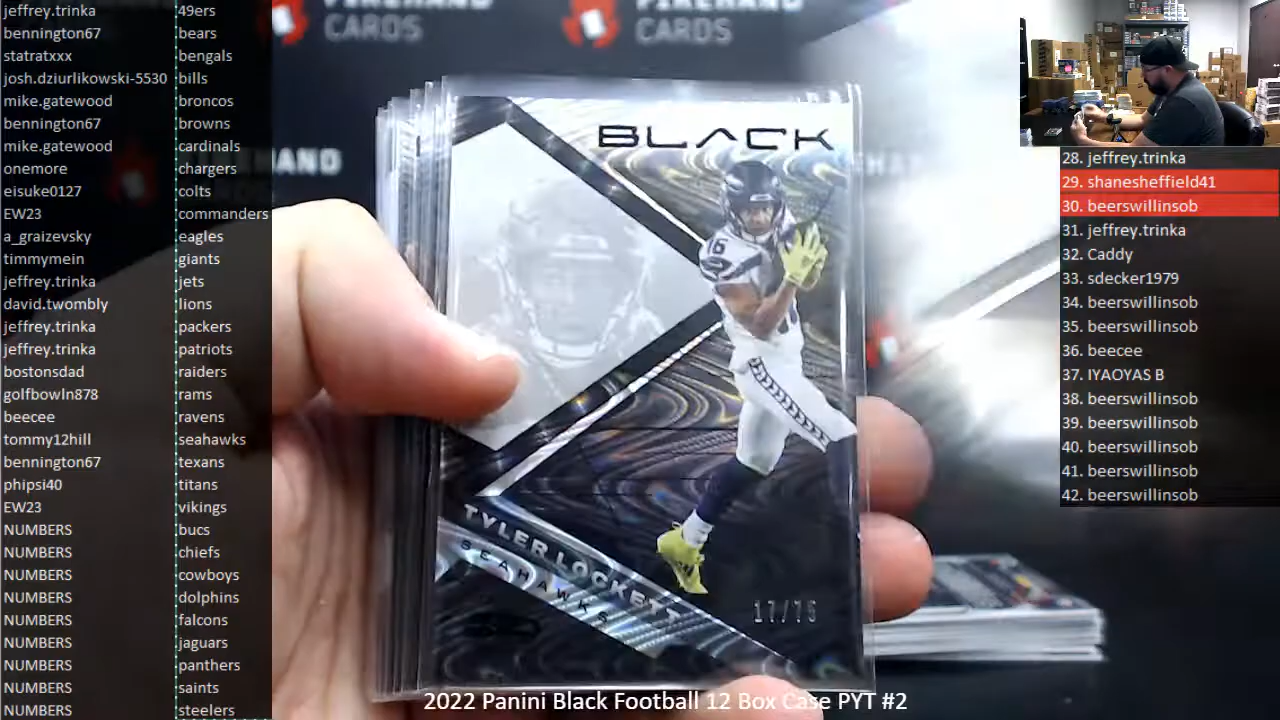 jeffrey.trinka 49ers
bennington67 bears
statratxxx bengals
josh.dziurlikowski-5530 bills
mike.gatewood broncos
bennington67 browns
mike.gatewood cardinals
onemore chargers
eisuke0127 colts
EW23 commanders
a_graizevsky eagles
timmymein giants
jeffrey.trinka jets
david.twombly lions
jeffrey.trinka packers
jeffrey.trinka patriots
bostonsdad raiders
golfbowln878 rams
beecee ravens
tommy12hill seahawks
bennington67 texans
phipsi40 titans
EW23 vikings
NUMBERS bucs
NUMBERS chiefs
NUMBERS cowboys
NUMBERS dolphins
NUMBERS falcons
NUMBERS jaguars
NUMBERS panthers
NUMBERS saints
NUMBERS steelers
FIREHAND
CARDS
FIREHAND
CARDS
FIREHAND
BLACK
16
TYLER LOCKETT
SEAHAWKS
17/75
28. jeffrey.trinka
29. shanesheffield41
30. beerswillinsob
31. jeffrey.trinka
32. Caddy
33. sdecker1979
34. beerswillinsob
35. beerswillinsob
36. beecee
37. IYAOYAS B
38. beerswillinsob
39. beerswillinsob
40. beerswillinsob
41. beerswillinsob
42. beerswillinsob
2022 Panini Black Football 12 Box Case PYT #2